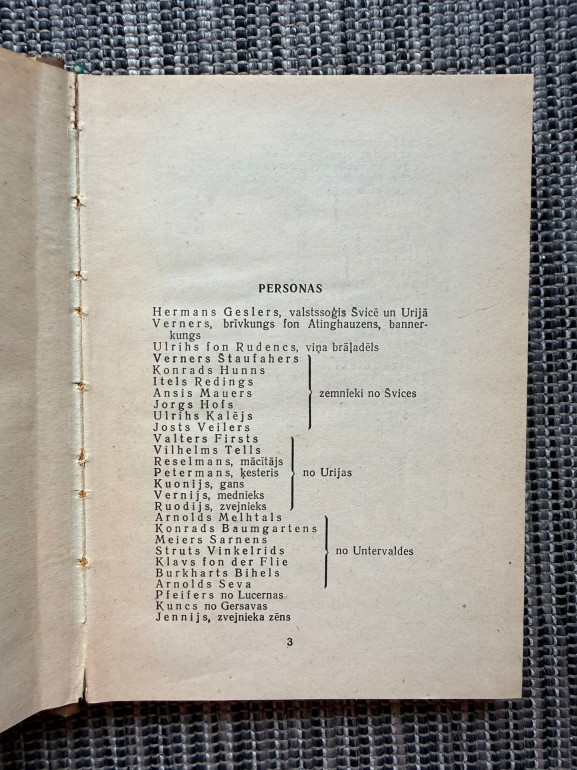 PERSONAS
Hermans Geslers, valstssoģis Švicē un Urijā
Verners, brīvkungs fon Atinghauzens, banner-
kungs
Ulrihs fon Rudencs, viņa brāļadēls
Verners Štaufahers
Konrads Hunns
Itels Redings
Ansis Mauers
Jorgs Hofs
Ulrihs Kalējs
Josts Veilers
zemnieki no Švices
Valters Firsts
Vilhelms Tells
Reselmans, mācītājs
Petermans, ķesteris
Kuonijs, gans
Vernijs, mednieks
Ruodijs, zvejnieks
no Urijas
Arnolds Melhtals
Konrads Baumgartens
Meiers Sarnens
Struts Vinkelrids
Klavs fon der Flie
Burkharts Bihels
Arnolds Seva
no Untervaldes
Pfeifers no Lucernas
Kuncs no Gersavas
Jennijs, zvejnieka zēns
3